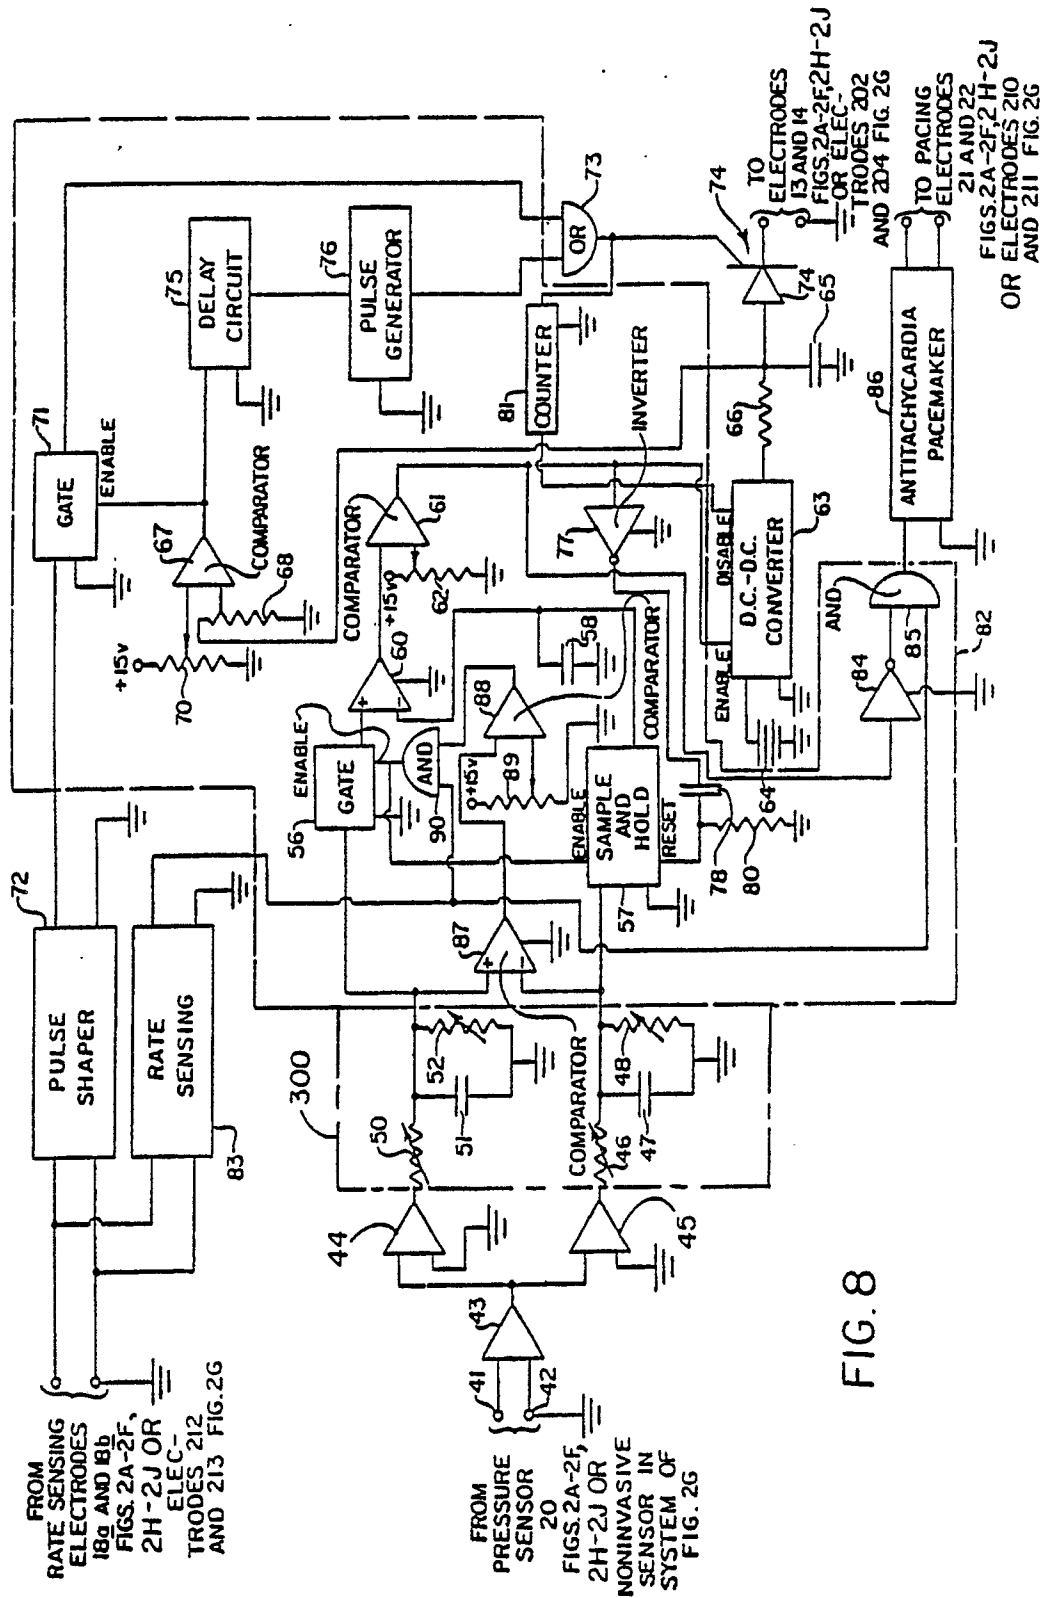 FROM
RATE SENSING
ELECTRODES
18a AND 18b
FIGS. 2A-2F,
2H-2J OR
ELEC-
TRODES 212
AND 213 FIG. 2G
72
PULSE
SHAPER
RATE
SENSING
83
71
GATE
ENABLE
+15v
70
67
COMPARATOR
68
75
DELAY
CIRCUIT
76
PULSE
GENERATOR
OR
73
300
FROM
PRESSURE
SENSOR
20
FIGS. 2A-2F,
2H-2J OR
NONINVASIVE
SENSOR IN
SYSTEM OF
FIG. 2G
41
42
43
44
45
50
51
52
COMPARATOR
46
47
48
87
+
−
56
GATE
ENABLE
AND
90
+
−
60
COMPARATOR
61
+15v
62
+15v
89
88
58
COMPARATOR
ENABLE
SAMPLE
AND
HOLD
RESET
57
78
80
81
COUNTER
INVERTER
77
ENABLE
DISABLE
D.C.-D.C.
CONVERTER
63
64
66
65
74
74
TO
ELECTRODES
13 AND 14
FIGS. 2A-2F, 2H-2J
OR ELEC-
TRODES 202
AND 204 FIG. 2G
84
AND
85
82
86
ANTITACHYCARDIA
PACEMAKER
TO PACING
ELECTRODES
21 AND 22
FIGS. 2A-2F, 2H-2J
OR ELECTRODES 210
AND 211 FIG. 2G
FIG. 8